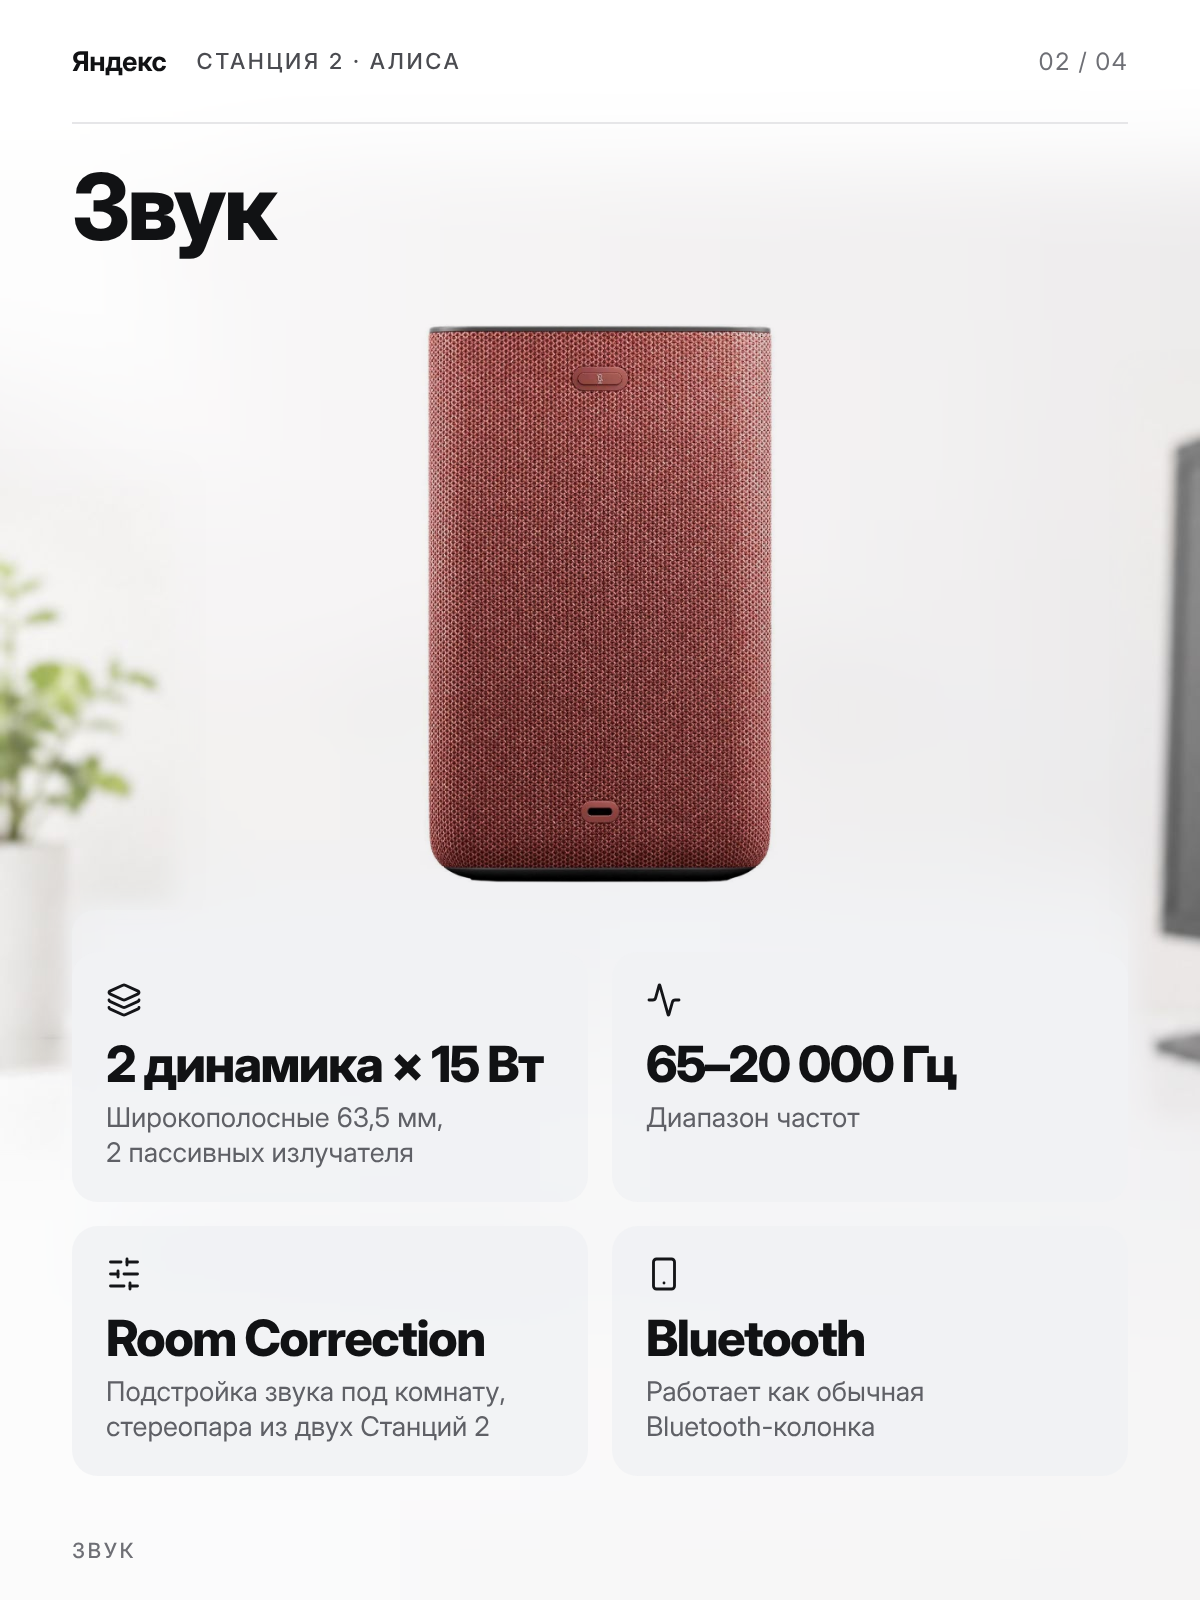 Яндекс СТАНЦИЯ 2 · АЛИСА 02 / 04
Звук
2 динамика × 15 Вт
Широкополосные 63,5 мм,
2 пассивных излучателя
65–20 000 Гц
Диапазон частот
Room Correction
Подстройка звука под комнату,
стереопара из двух Станций 2
Bluetooth
Работает как обычная
Bluetooth-колонка
ЗВУК